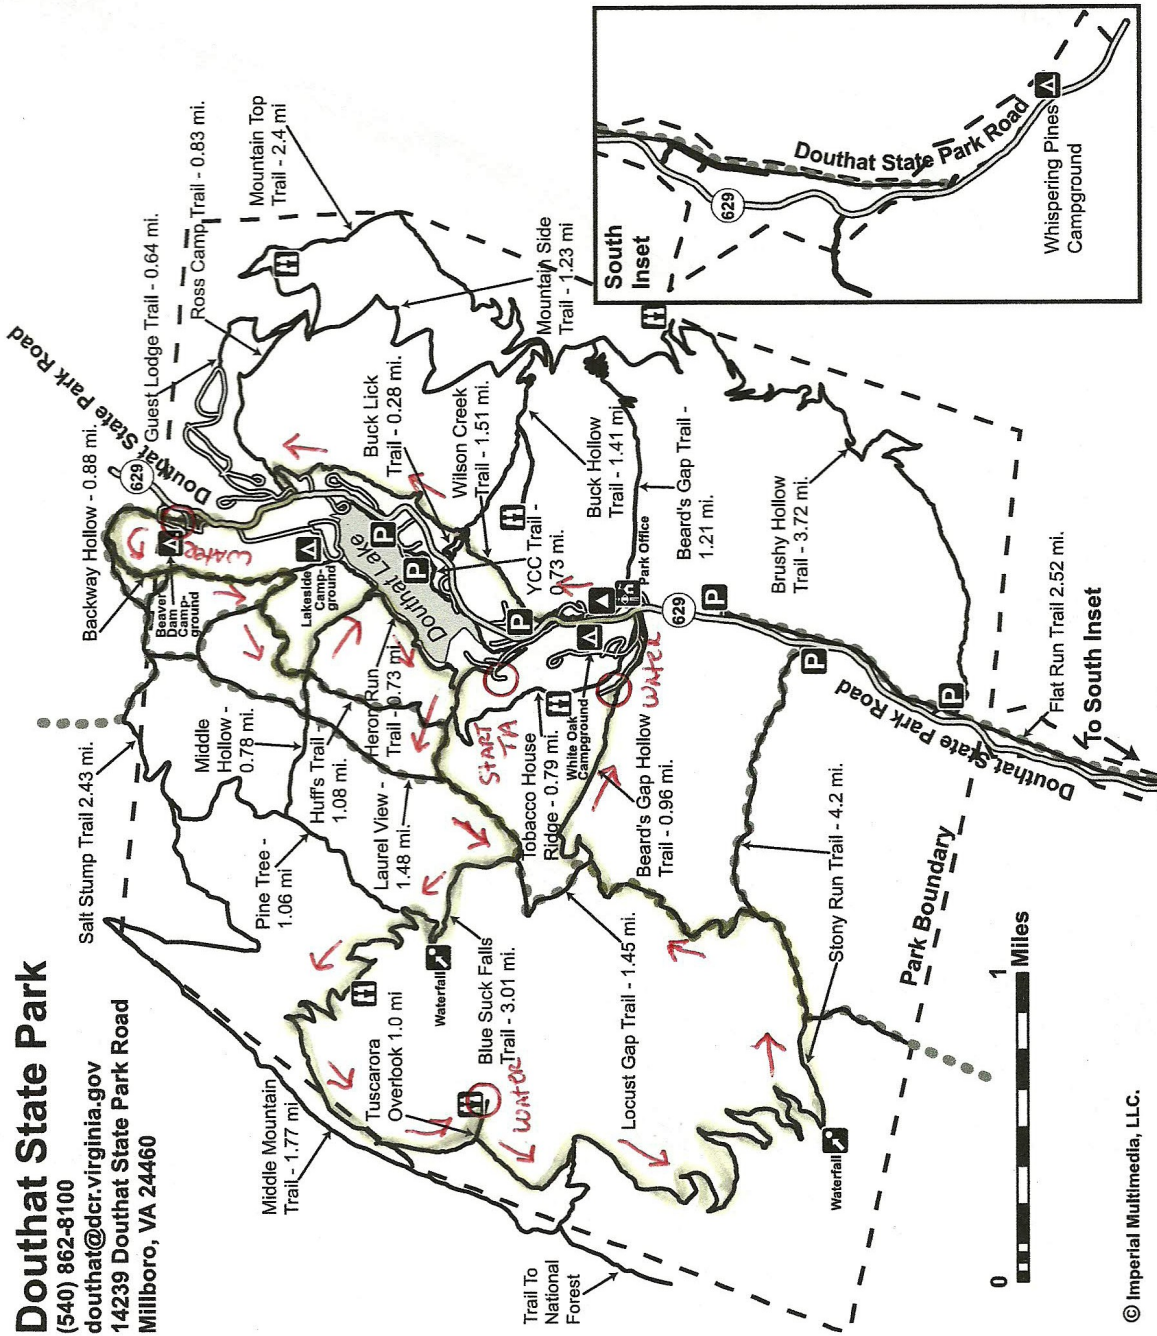 Douthat State Park
(540) 862-8100
douthat@dcr.virginia.gov
14239 Douthat State Park Road
Millboro, VA 24460
Salt Stump Trail 2.43 mi.
Backway Hollow - 0.88 mi.
Douthat State Park Road
629
Guest Lodge Trail - 0.64 mi.
Ross Camp Trail - 0.83 mi.
Mountain Top
Trail - 2.4 mi
Beaver
Dam
Camp-
ground
WATER
Lakeside
Camp-
ground
Middle
Hollow -
0.78 mi.
Pine Tree -
1.06 mi
Huff's Trail -
1.08 mi.
Heron Run
Trail - 0.73 mi.
Douthat Lake
P
P
Buck Lick
Trail - 0.28 mi.
Mountain Side
Trail - 1.23 mi
Laurel View -
1.48 mi.
Wilson Creek
Trail - 1.51 mi.
Middle Mountain
Trail - 1.77 mi
Tuscarora
Overlook 1.0 mi
Waterfall
Blue Suck Falls
Trail - 3.01 mi.
WATER
START
TA
Tobacco House
Ridge - 0.79 mi.
White Oak
Campground
YCC Trail -
0.73 mi.
P
Buck Hollow
Trail - 1.41 mi.
Park Office
WATER
Beard's Gap Hollow
Trail - 0.96 mi.
Beard's Gap Trail -
1.21 mi.
629
P
Locust Gap Trail - 1.45 mi.
Trail To
National
Forest
Brushy Hollow
Trail - 3.72 mi.
P
Douthat State Park Road
P
Stony Run Trail - 4.2 mi.
Waterfall
Park Boundary
Flat Run Trail 2.52 mi.
To South Inset
0
1
Miles
© Imperial Multimedia, LLC.
South
Inset
629
Douthat State Park Road
Whispering Pines
Campground